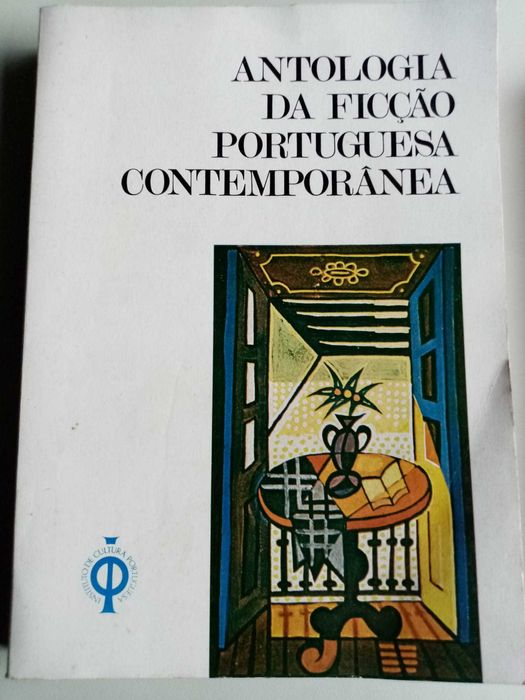 ANTOLOGIA
DA FICÇÃO
PORTUGUESA
CONTEMPORÂNEA
INSTITUTO DE CULTURA PORTUGUESA